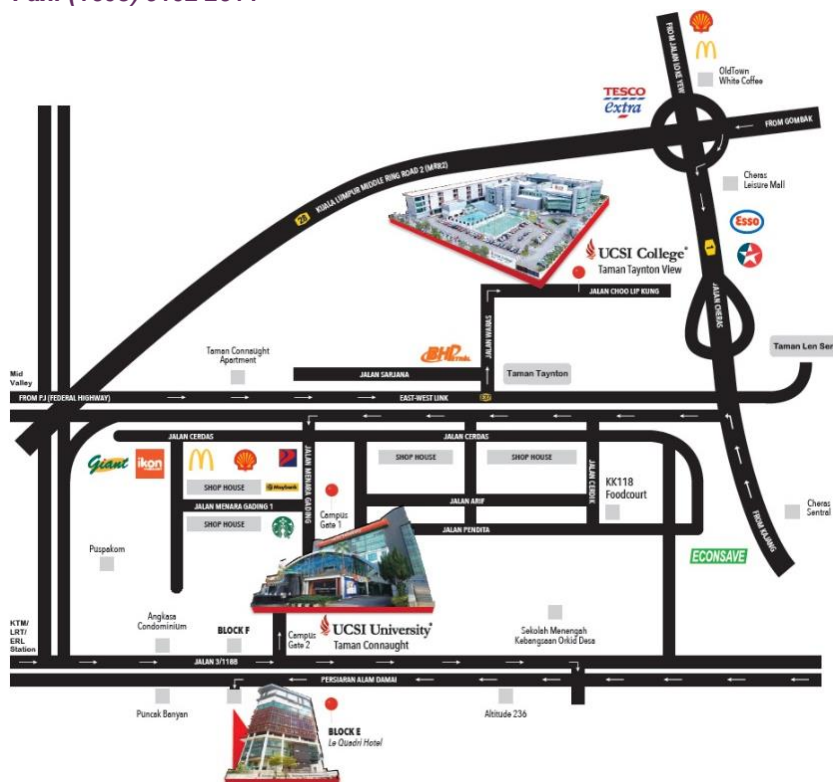 FROM JALAN LOKE YEW
OldTown
White Coffee
TESCO
extra
FROM GOMBAK
28
KUALA LUMPUR MIDDLE RING ROAD 2 (MRR2)
Cheras
Leisure Mall
Esso
1
UCSI College
Taman Taynton View
JALAN CHOO LIP KUNG
JALAN CHERAS
JALAN WARAS
BHPetrol
Taman Connaught
Apartment
JALAN SARJANA
Taman Taynton
Taman Len Sen
Mid
Valley
FROM PJ (FEDERAL HIGHWAY)
EAST-WEST LINK
JALAN CERDAS
JALAN CERDAS
Giant
ikon
SHOP HOUSE
Maybank
JALAN MENARA GADING
SHOP HOUSE
SHOP HOUSE
JALAN CERDIK
KK118
Foodcourt
JALAN MENARA GADING 1
SHOP HOUSE
Campus
Gate 1
JALAN ARIF
JALAN PENDITA
Cheras
Sentral
FROM KAJANG
ECONSAVE
Puspakom
KTM/
LRT/
ERL
Station
Angkasa
Condominium
BLOCK F
Campus
Gate 2
UCSI University
Taman Connaught
Sekolah Menengah
Kebangsaan Orkid Desa
JALAN 3/118B
PERSIARAN ALAM DAMAI
Puncak Banyan
BLOCK E
Le Quadri Hotel
Altitude 236